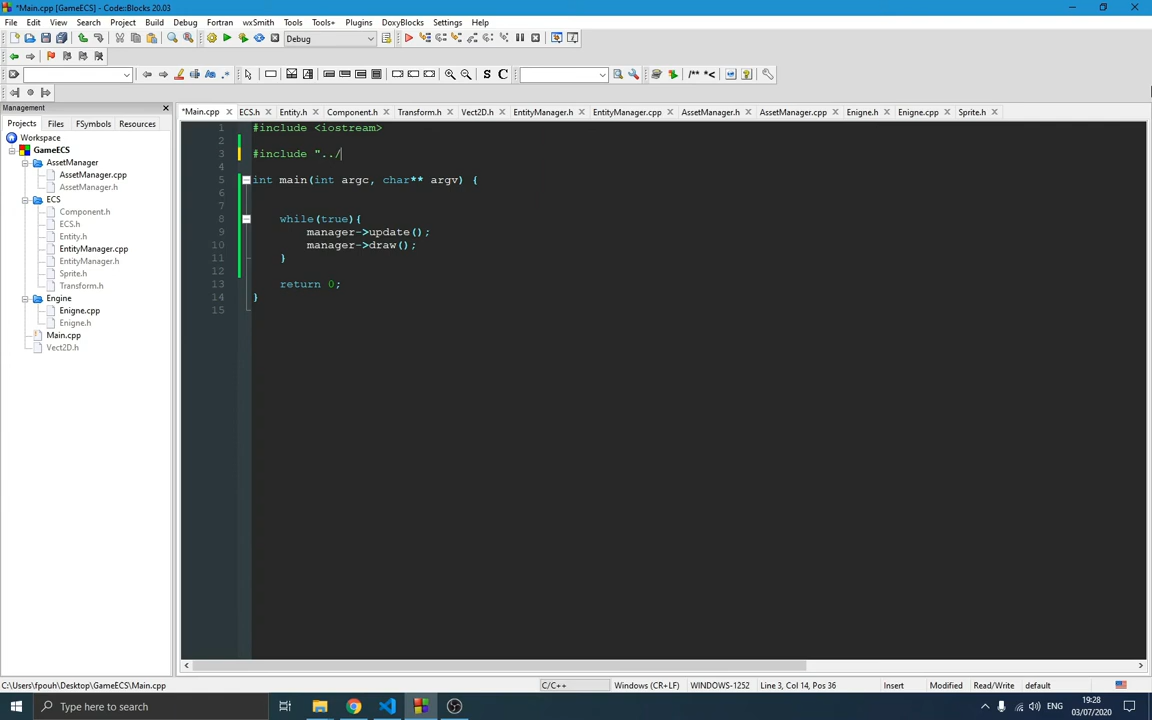 *Main.cpp [GameECS] - Code::Blocks 20.03
File Edit View Search Project Build Debug Fortran wxSmith Tools Tools+ Plugins DoxyBlocks Settings Help
Debug
S C /** *<
Management
Projects Files FSymbols Resources
Workspace
GameECS
AssetManager
AssetManager.cpp
AssetManager.h
ECS
Component.h
ECS.h
Entity.h
EntityManager.cpp
EntityManager.h
Sprite.h
Transform.h
Engine
Enigne.cpp
Enigne.h
Main.cpp
Vect2D.h
*Main.cpp ECS.h Entity.h Component.h Transform.h Vect2D.h EntityManager.h EntityManager.cpp AssetManager.h AssetManager.cpp Enigne.h Enigne.cpp Sprite.h
1 #include <iostream>
2
3 #include "../
4
5 int main(int argc, char** argv) {
6
7
8 while(true){
9 manager->update();
10 manager->draw();
11 }
12
13 return 0;
14 }
15
C:\Users\fpouh\Desktop\GameECS\Main.cpp C/C++ Windows (CR+LF) WINDOWS-1252 Line 3, Col 14, Pos 36 Insert Modified Read/Write default
Type here to search
ENG
19:28
03/07/2020